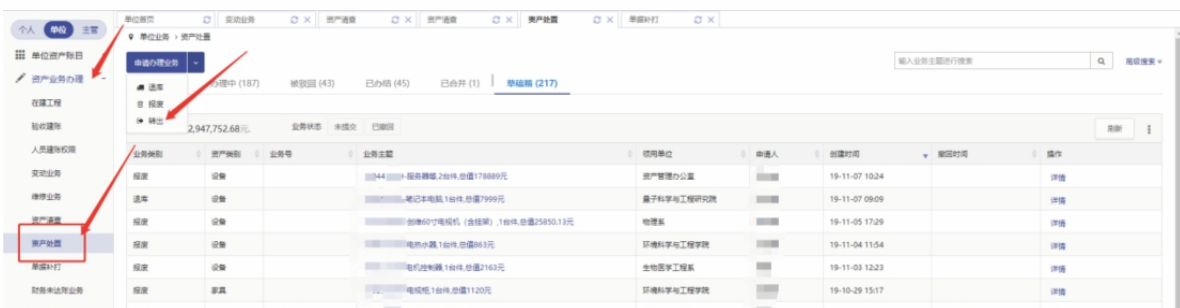 个人 单位 主管
单位首页 变动业务 资产清查 资产清查 资产处置 单据补打
单位业务 > 资产处置
单位资产账目
资产业务办理
在建工程
验收建账
人员建账权限
变动业务
维修业务
资产清查
资产处置
单据补打
财务未达账业务
申请办理业务
输入业务主题进行搜索
高级搜索
退库
报废
转出
办理中 (187) 被驳回 (43) 已办结 (45) 已合并 (1) 草稿箱 (217)
2,947,752.68元. 业务状态 未提交 已撤回
刷新
业务类别 资产类别 业务号 业务主题 领用单位 申请人 创建时间 撤回时间 操作
报废 设备 服务器等,2台件,总值178889元 资产管理办公室 19-11-07 10:24 详情
退库 设备 笔记本电脑,1台件,总值7999元 量子科学与工程研究院 19-11-07 09:09 详情
报废 设备 创维60寸电视机（含挂架）,1台件,总值25850.13元 物理系 19-11-05 17:29 详情
报废 设备 电热水器,1台件,总值863元 环境科学与工程学院 19-11-04 11:54 详情
报废 设备 电机控制器,1台件,总值2163元 生物医学工程系 19-11-03 12:23 详情
报废 家具 电视柜,1台件,总值1120元 环境科学与工程学院 19-10-29 15:17 详情